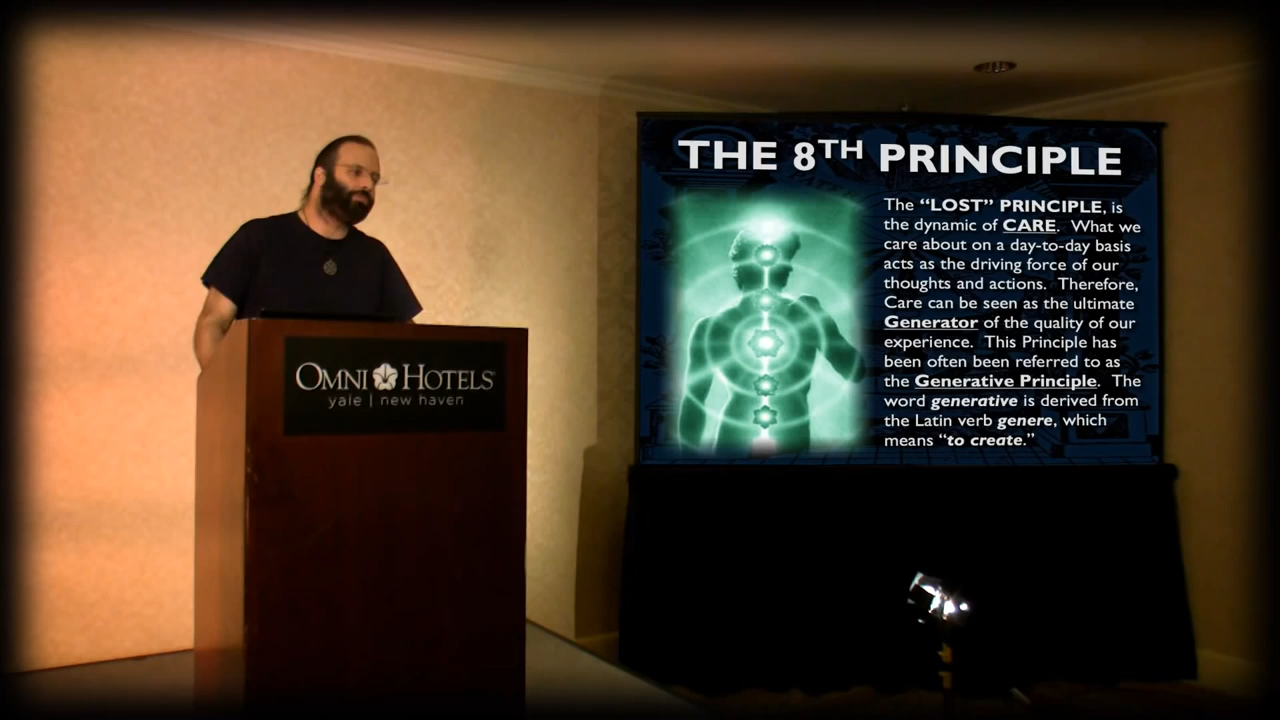 OMNI HOTELS
yale | new haven
THE 8TH PRINCIPLE
The “LOST” PRINCIPLE, is
the dynamic of CARE. What we
care about on a day-to-day basis
acts as the driving force of our
thoughts and actions. Therefore,
Care can be seen as the ultimate
Generator of the quality of our
experience. This Principle has
been often been referred to as
the Generative Principle. The
word generative is derived from
the Latin verb genere, which
means “to create.”